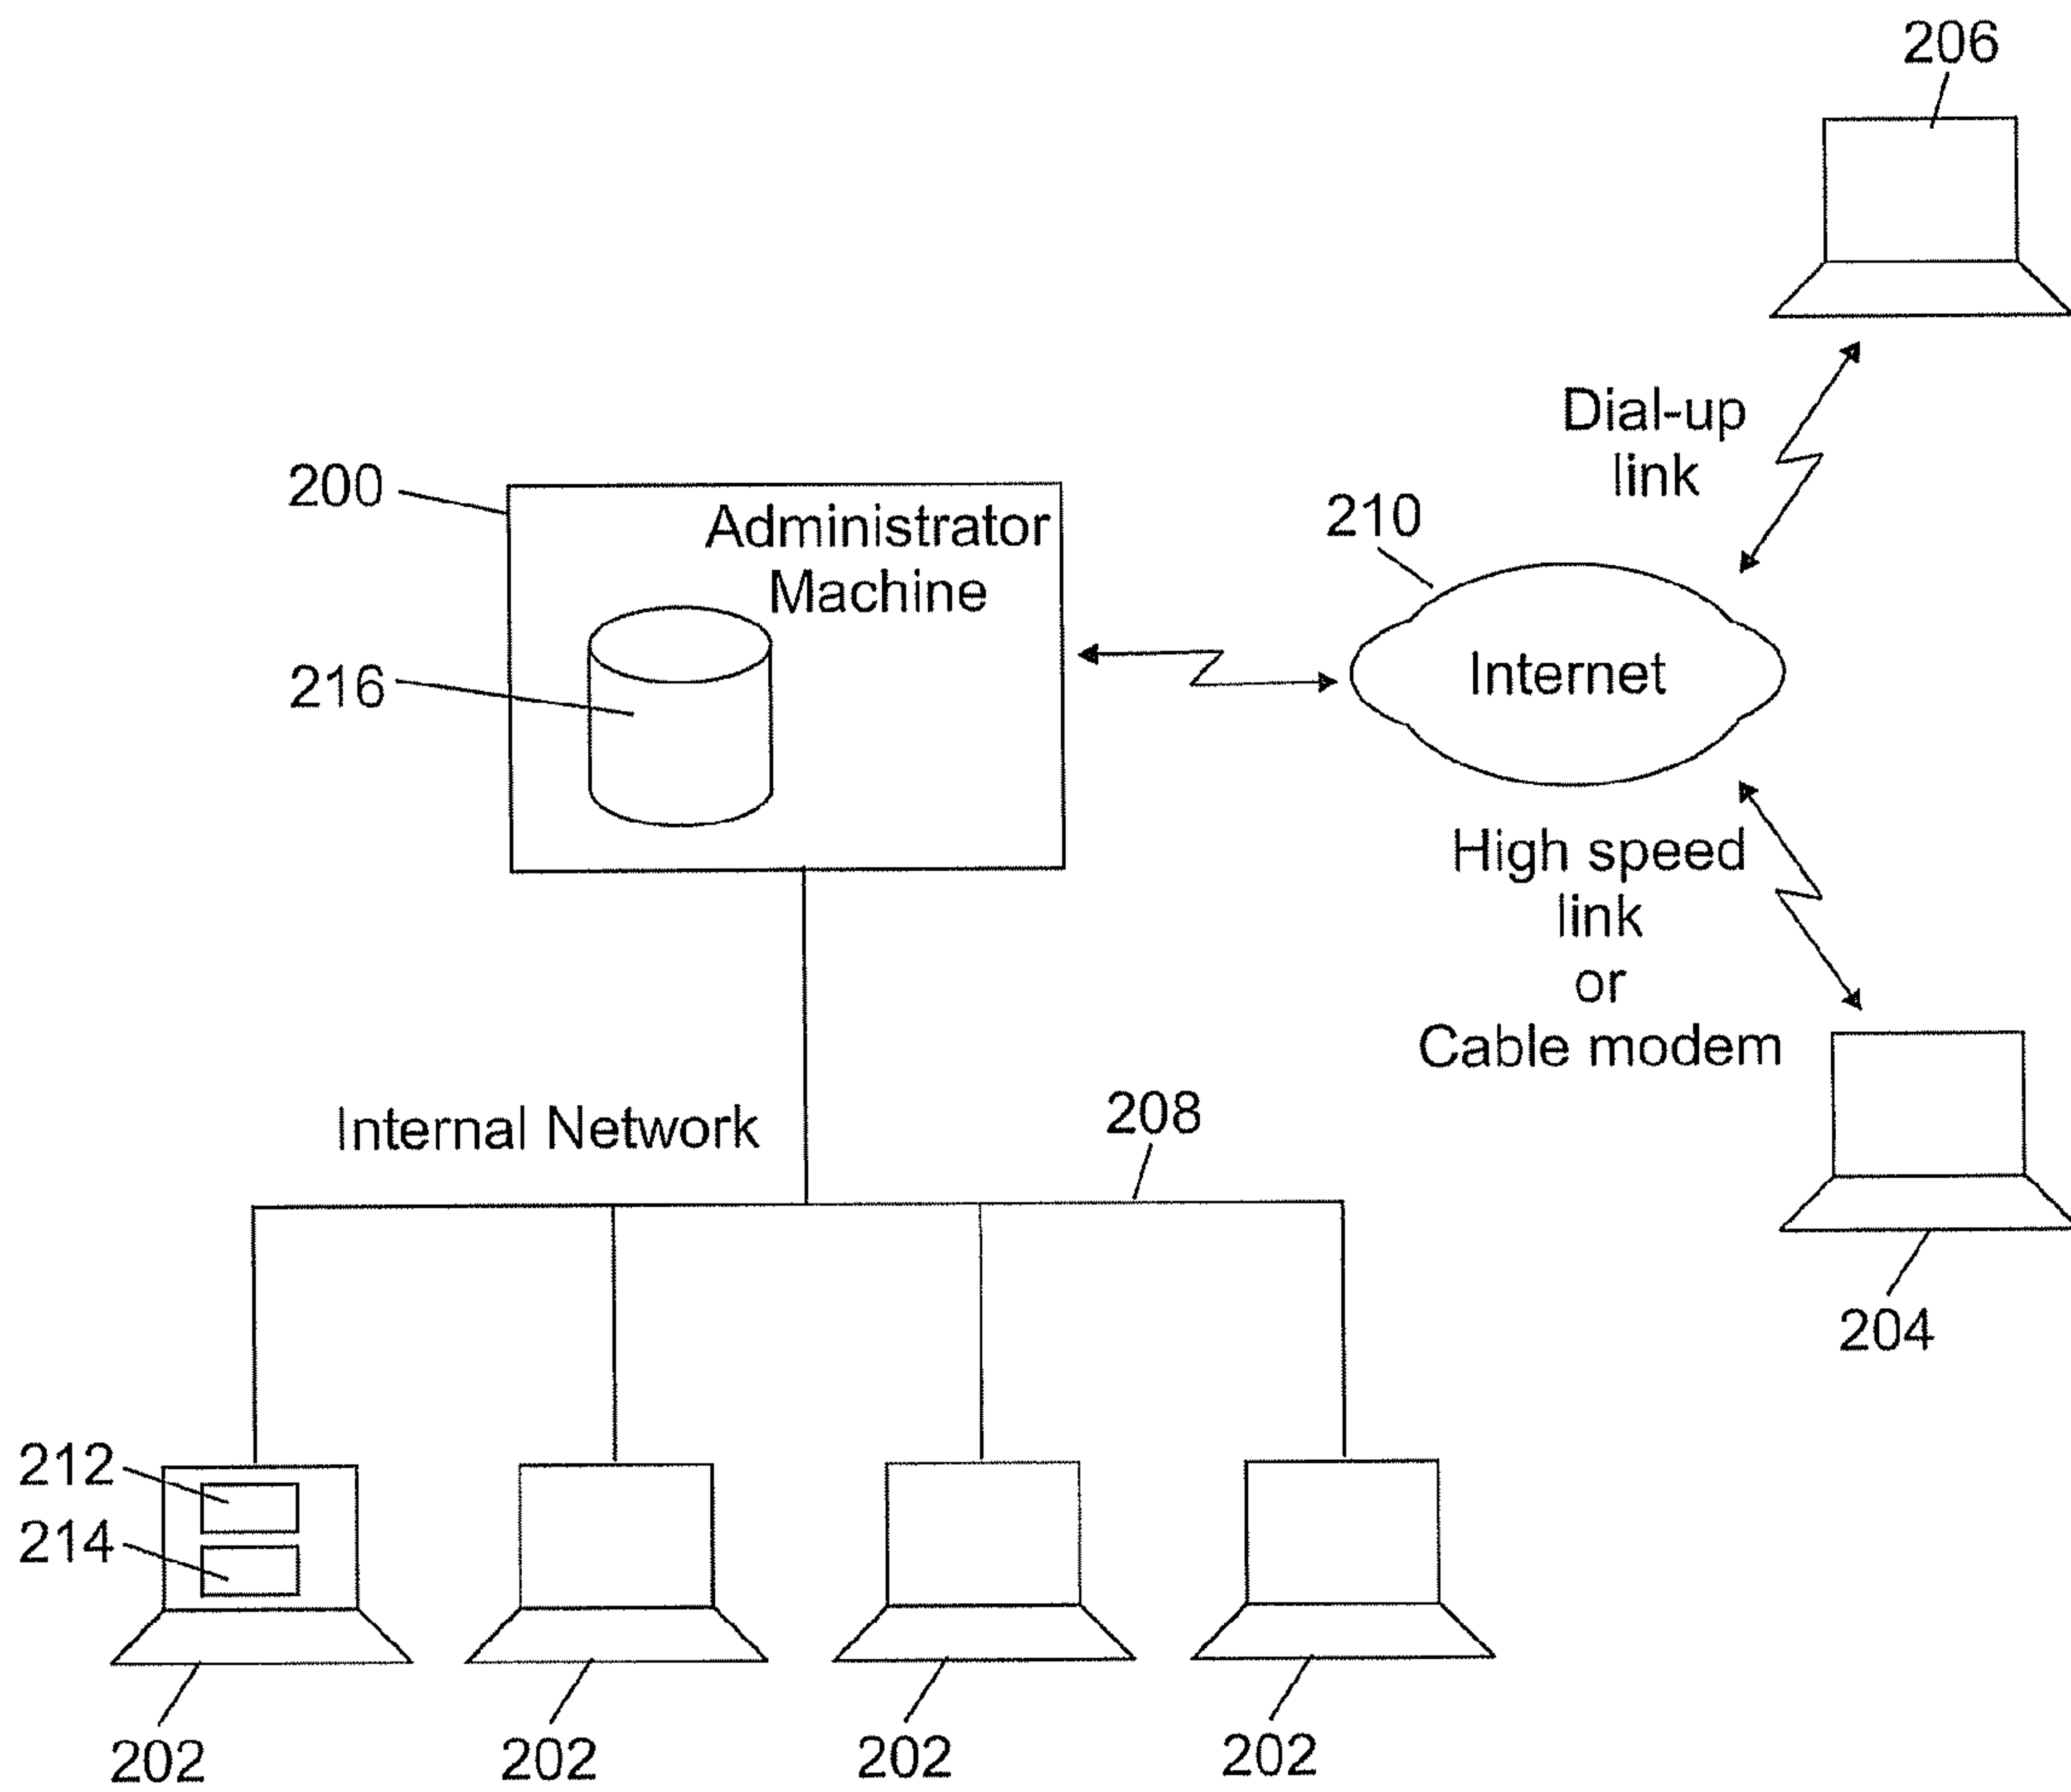 206
Dial-up
link
200
Administrator
Machine
210
216
Internet
High speed
link
or
Cable modem
Internal Network
208
204
212
214
202
202
202
202